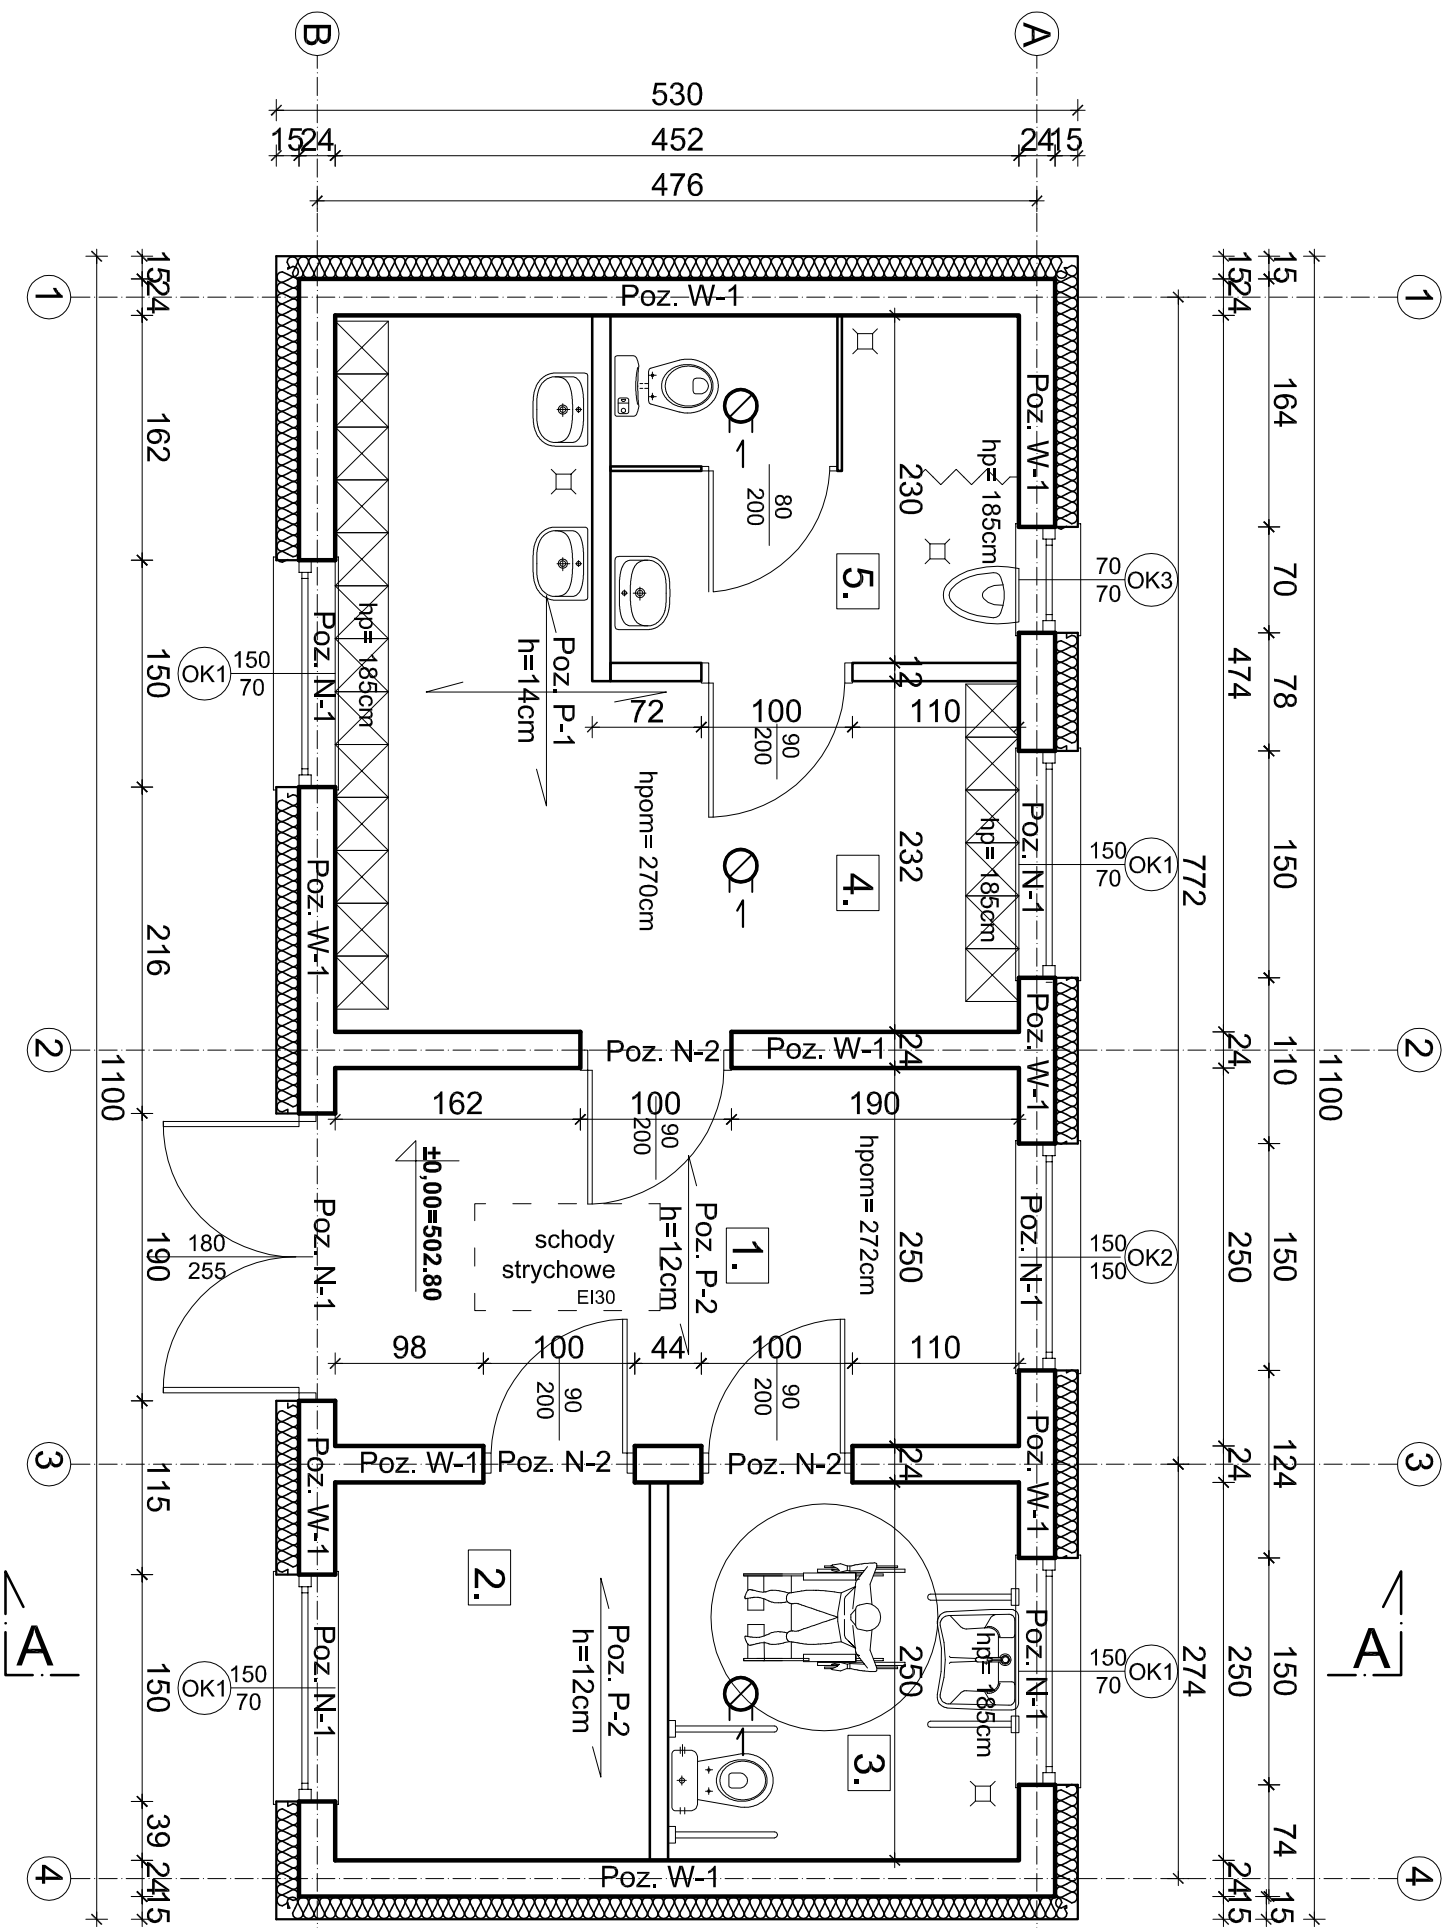 B
A
530
15
24
452
24
15
476
1
15
24
162
150
216
190
115
150
39
24
15
1100
2
3
4
1
15
24
474
24
250
24
250
24
15
15
164
70
78
150
110
150
124
150
74
15
1100
772
274
2
3
4
Poz. W-1
Poz. W-1
hp= 185cm
230
80
200
5.
70
70
OK3
hp= 185cm
Poz. N-1
OK1
150
70
Poz. P-1
h=14cm
12
72
100
110
90
200
hpom= 270cm
232
4.
Poz. N-1
hp= 185cm
150
70
OK1
Poz. W-1
Poz. N-2
Poz. W-1
24
Poz. W-1
162
100
190
90
200
±0,00=502.80
hpom= 272cm
Poz. P-2
h=12cm
1.
250
schody
strychowe
EI30
180
255
Poz. N-1
Poz. N-1
150
150
OK2
98
100
44
100
110
90
200
90
200
Poz. W-1
Poz. W-1
Poz. N-2
Poz. N-2
24
Poz. W-1
2.
Poz. P-2
h=12cm
250
3.
hp= 185cm
Poz. N-1
150
70
OK1
OK1
150
70
Poz. N-1
A
A
Poz. W-1